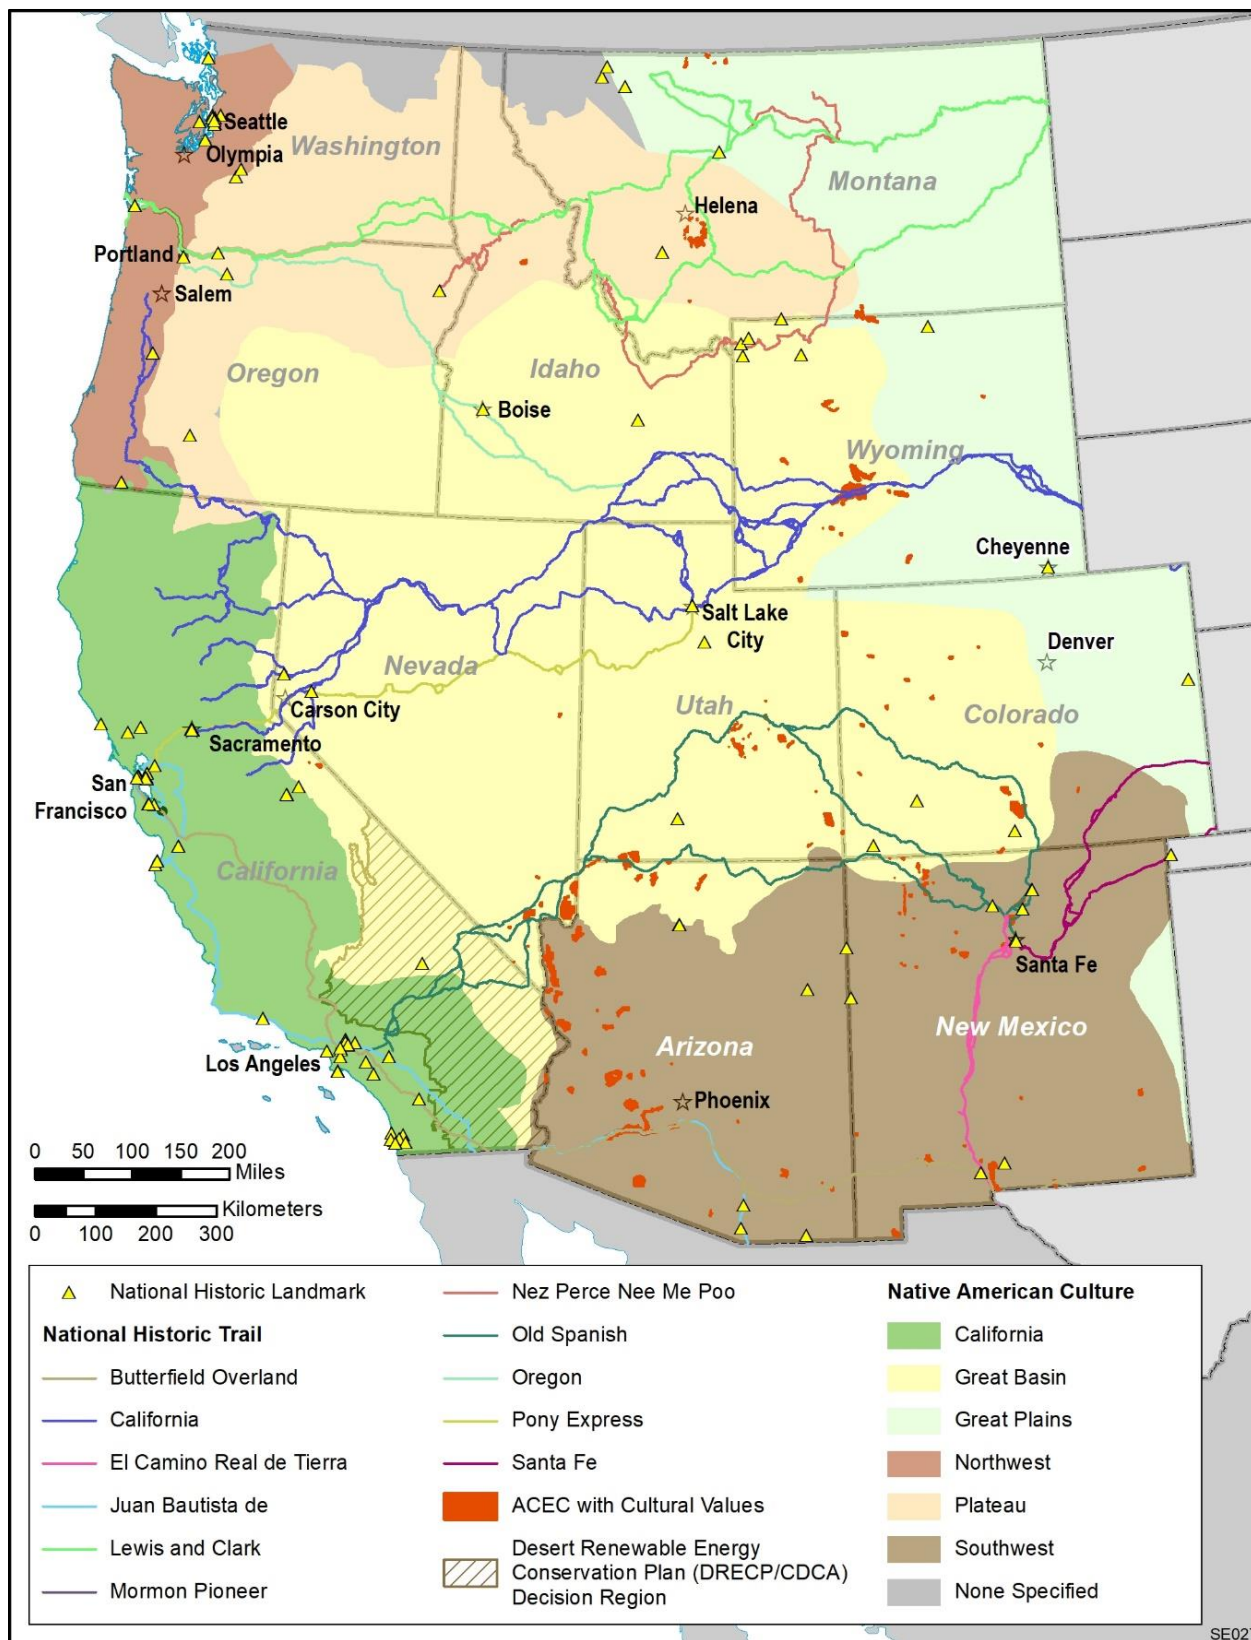 Seattle
Olympia
Washington
Montana
Helena
Portland
Salem
Oregon
Idaho
Boise
Wyoming
Cheyenne
Salt Lake
City
Denver
Nevada
Utah
Colorado
Carson City
Sacramento
San
Francisco
California
Santa Fe
New Mexico
Arizona
Los Angeles
Phoenix
0 50 100 150 200
Miles
Kilometers
0 100 200 300
National Historic Landmark
National Historic Trail
Butterfield Overland
California
El Camino Real de Tierra
Juan Bautista de
Lewis and Clark
Mormon Pioneer
Nez Perce Nee Me Poo
Old Spanish
Oregon
Pony Express
Santa Fe
ACEC with Cultural Values
Desert Renewable Energy
Conservation Plan (DRECP/CDCA)
Decision Region
Native American Culture
California
Great Basin
Great Plains
Northwest
Plateau
Southwest
None Specified